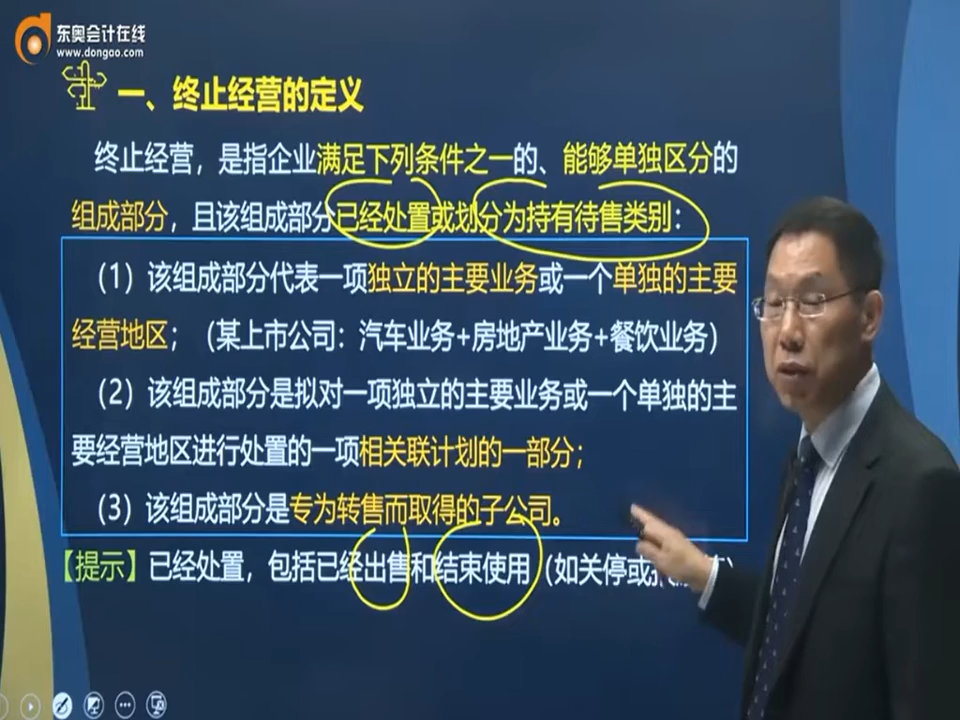 东奥会计在线
www.dongao.com
一、终止经营的定义
终止经营，是指企业满足下列条件之一的、能够单独区分的
组成部分，且该组成部分已经处置或划分为持有待售类别：
（1）该组成部分代表一项独立的主要业务或一个单独的主要
经营地区；（某上市公司：汽车业务+房地产业务+餐饮业务）
（2）该组成部分是拟对一项独立的主要业务或一个单独的主
要经营地区进行处置的一项相关联计划的一部分；
（3）该组成部分是专为转售而取得的子公司。
【提示】已经处置，包括已经出售和结束使用（如关停或